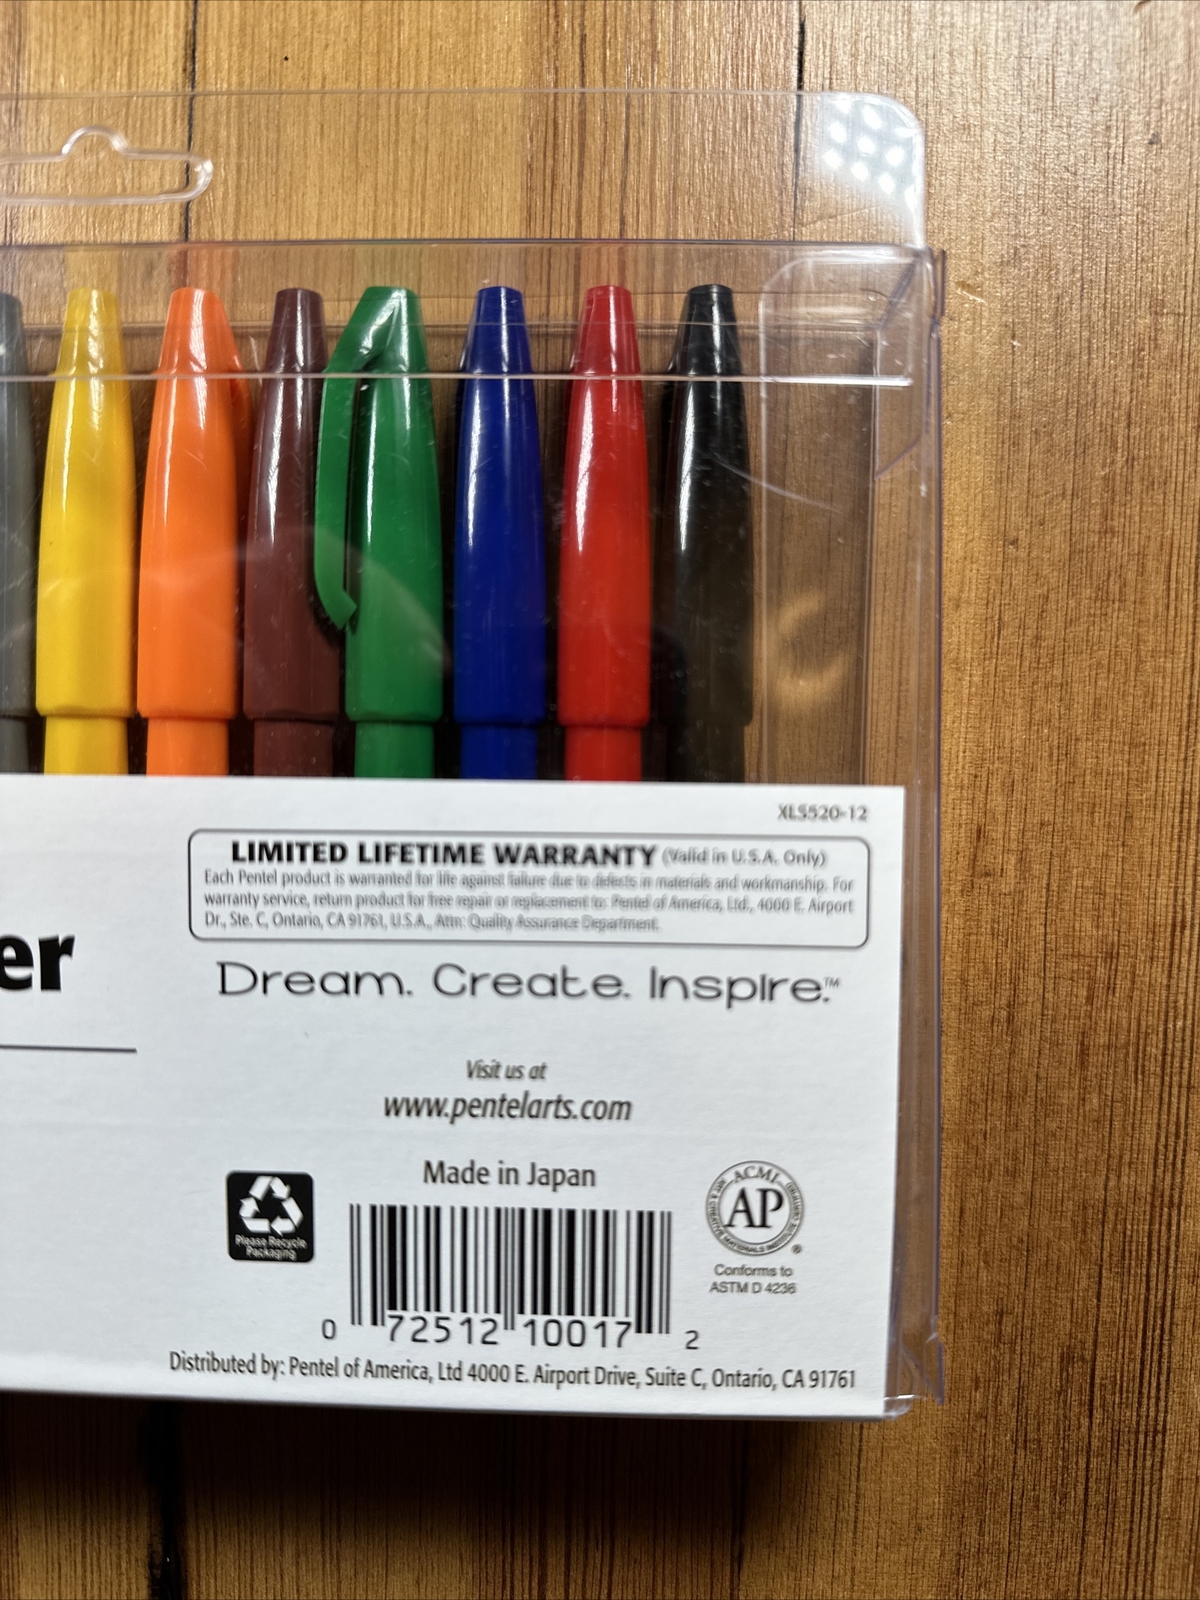 XLS520-12
LIMITED LIFETIME WARRANTY (Valid in U.S.A. Only)
Each Pentel product is warranted for life against failure due to defects in materials and workmanship. For
warranty service, return product for free repair or replacement to: Pentel of America, Ltd., 4000 E. Airport
Dr., Ste. C, Ontario, CA 91761, U.S.A., Attn: Quality Assurance Department.
er
Dream. Create. Inspire.™
Visit us at
www.pentelarts.com
Made in Japan
Please Recycle
Packaging
ACMI
AP
ART & CREATIVE MATERIALS INSTITUTE
®
Conforms to
ASTM D 4236
0 72512 10017 2
Distributed by: Pentel of America, Ltd 4000 E. Airport Drive, Suite C, Ontario, CA 91761